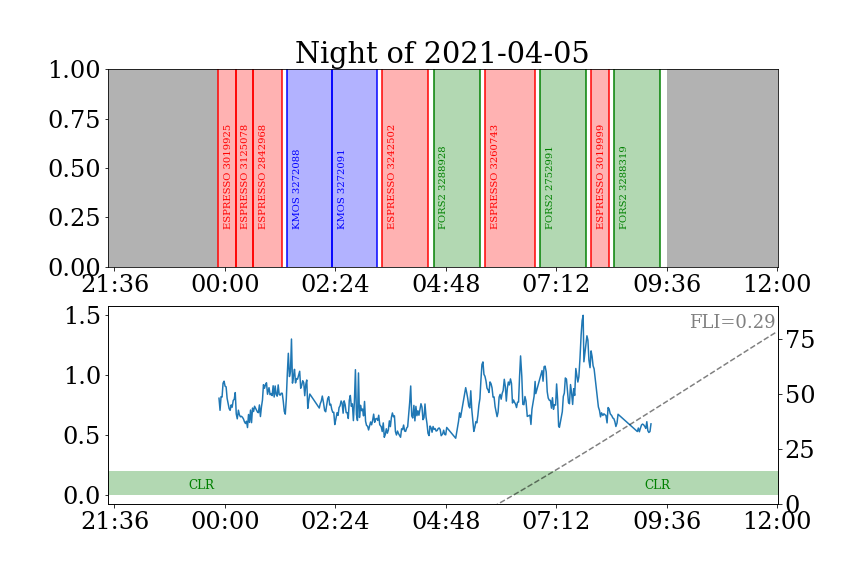 Night of 2021-04-05
1.00
0.75
0.50
0.25
0.00
ESPRESSO 3019925
ESPRESSO 3125078
ESPRESSO 2842968
KMOS 3272088
KMOS 3272091
ESPRESSO 3242502
FORS2 3288928
ESPRESSO 3260743
FORS2 2752991
ESPRESSO 3019999
FORS2 3288319
21:36 00:00 02:24 04:48 07:12 09:36 12:00
1.5
1.0
0.5
0.0
FLI=0.29
75
50
25
0
CLR CLR
21:36 00:00 02:24 04:48 07:12 09:36 12:00